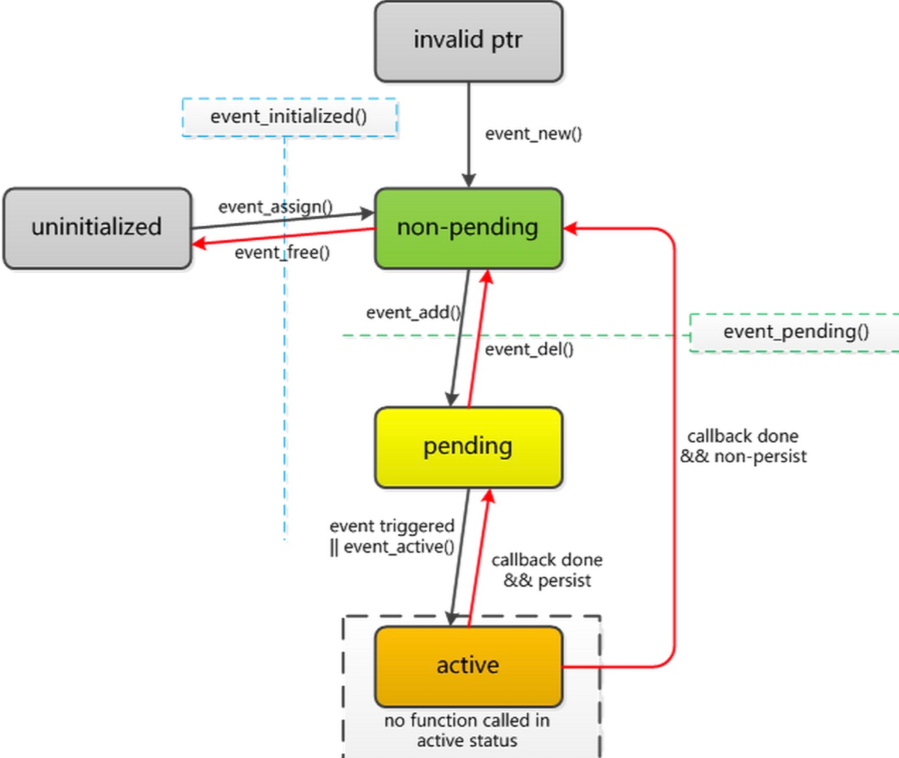 invalid ptr
event_initialized()
event_new()
uninitialized
event_assign()
event_free()
non-pending
event_add()
event_del()
event_pending()
pending
callback done
&& non-persist
event triggered
|| event_active()
callback done
&& persist
active
no function called in
active status